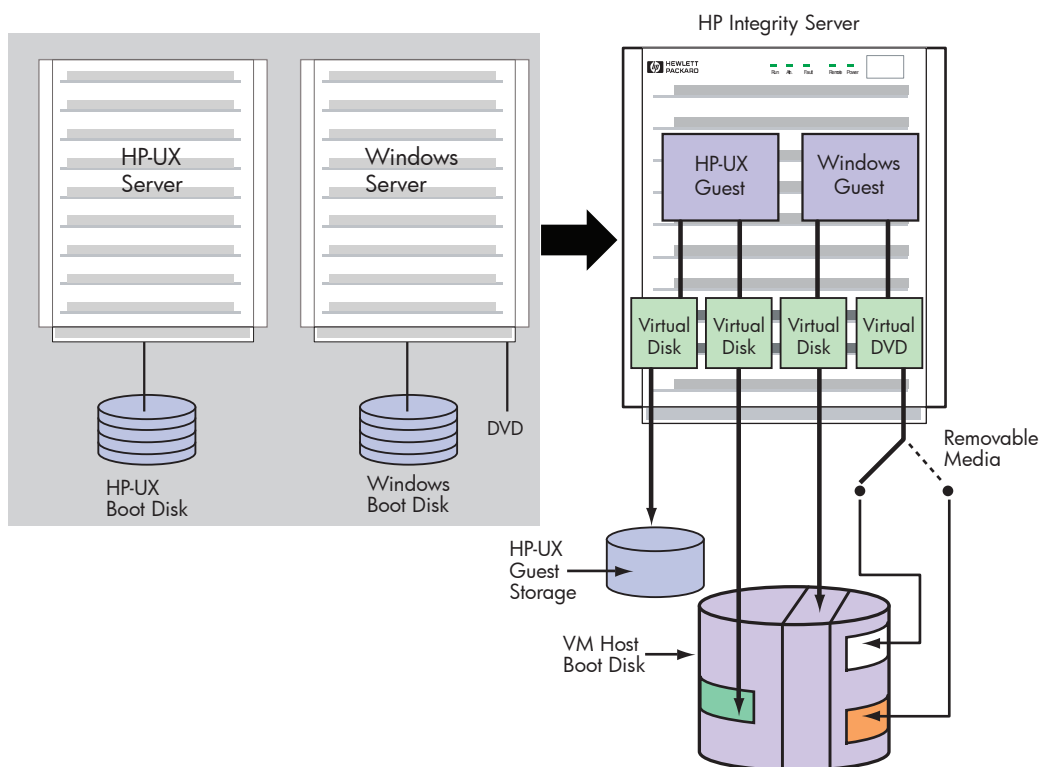 HP Integrity Server
hp HEWLETT
PACKARD
Run Attn. Fault Remote Power
HP-UX
Server
Windows
Server
HP-UX
Guest
Windows
Guest
Virtual
Disk
Virtual
Disk
Virtual
Disk
Virtual
DVD
DVD
HP-UX
Boot Disk
Windows
Boot Disk
Removable
Media
HP-UX
Guest
Storage
VM Host
Boot Disk